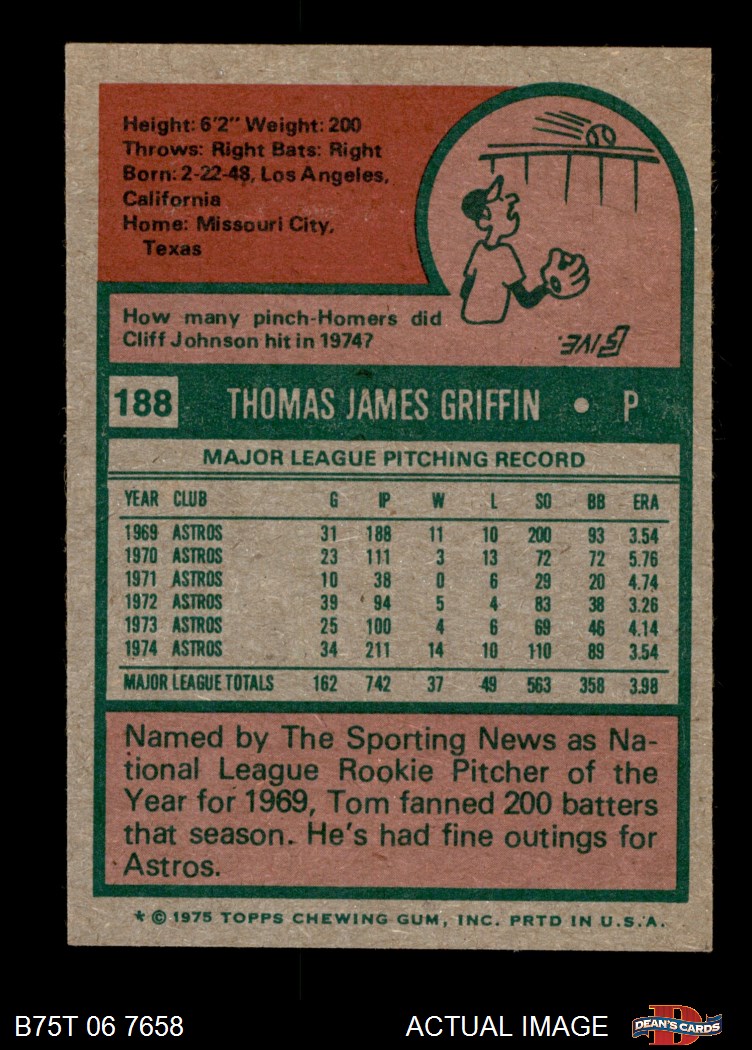 Height: 6'2" Weight: 200
Throws: Right Bats: Right
Born: 2-22-48, Los Angeles,
California
Home: Missouri City,
Texas
How many pinch-Homers did
Cliff Johnson hit in 1974?
FIVE.
188 THOMAS JAMES GRIFFIN • P
MAJOR LEAGUE PITCHING RECORD
YEAR CLUB G IP W L SO BB ERA
1969 ASTROS 31 188 11 10 200 93 3.54
1970 ASTROS 23 111 3 13 72 72 5.76
1971 ASTROS 10 38 0 6 29 20 4.74
1972 ASTROS 39 94 5 4 83 38 3.26
1973 ASTROS 25 100 4 6 69 46 4.14
1974 ASTROS 34 211 14 10 110 89 3.54
MAJOR LEAGUE TOTALS 162 742 37 49 563 358 3.98
Named by The Sporting News as Na-
tional League Rookie Pitcher of the
Year for 1969, Tom fanned 200 batters
that season. He's had fine outings for
Astros.
* © 1975 TOPPS CHEWING GUM, INC. PRTD IN U.S.A.
B75T 06 7658 ACTUAL IMAGE DEAN'S CARDS